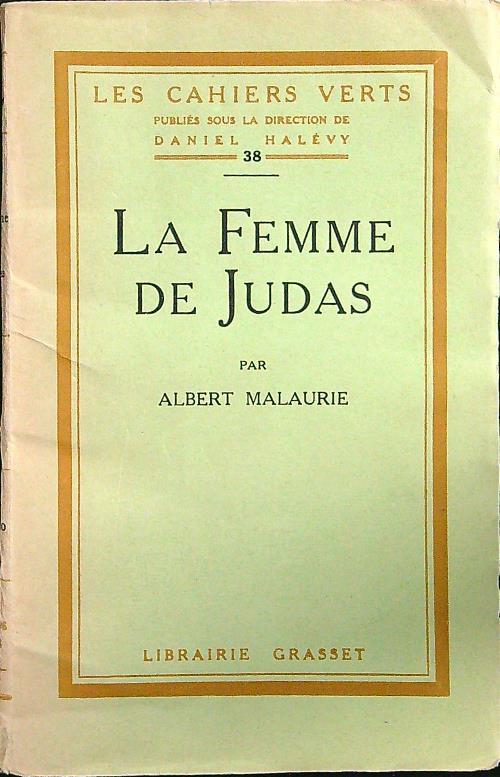 LES CAHIERS VERTS
PUBLIÉS SOUS LA DIRECTION DE
DANIEL HALÉVY
38
LA FEMME
DE JUDAS
PAR
ALBERT MALAURIE
LIBRAIRIE GRASSET